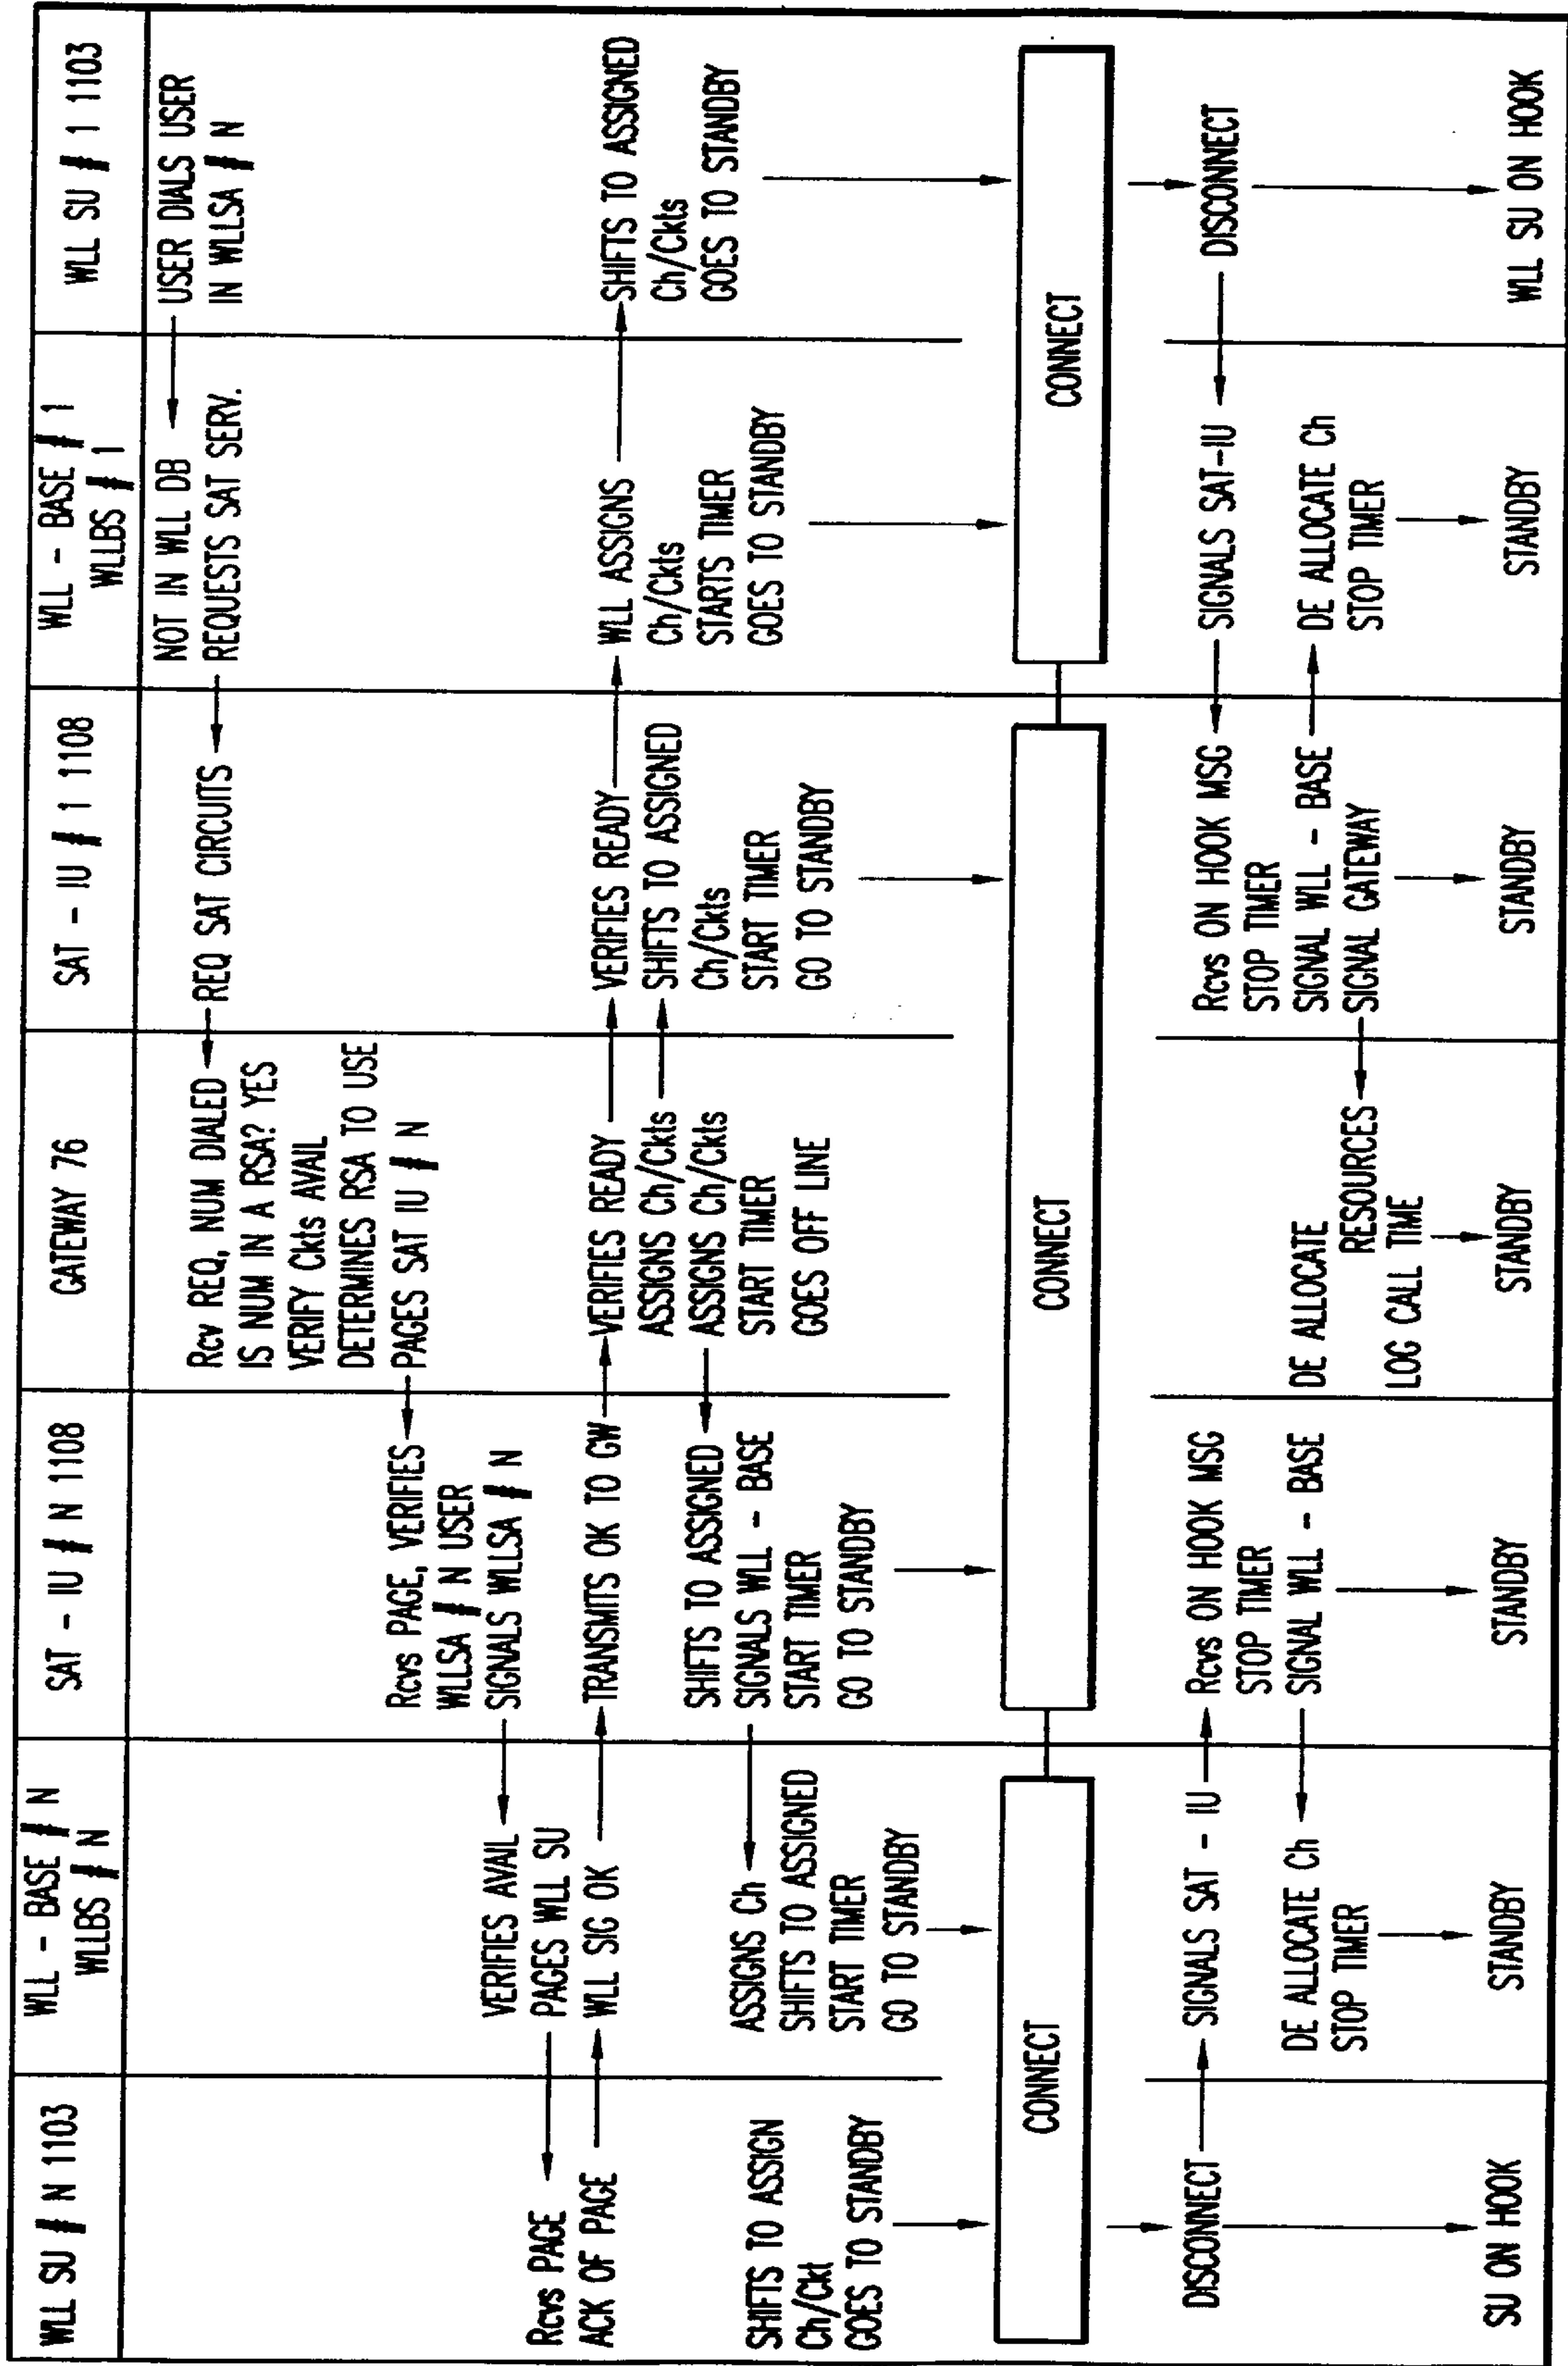 WLL SU # N 1103
WLL - BASE # N
WLLBS # N
SAT - IU # N 1108
GATEWAY 76
SAT - IU # 1 1108
WLL - BASE # 1
WLLBS # 1
WLL SU # 1 1103
USER DIALS USER
IN WLLSA # N
NOT IN WLL DB
REQUESTS SAT SERV.
REQ SAT CIRCUITS
Rcv REQ, NUM DIALED
IS NUM IN A RSA? YES
VERIFY Ckts AVAIL
DETERMINES RSA TO USE
PAGES SAT IU # N
Rcvs PAGE, VERIFIES
WLLSA # N USER
SIGNALS WLLSA # N
VERIFIES AVAIL
PAGES WLL SU
Rcvs PAGE
ACK OF PAGE
WLL SIG OK
TRANSMITS OK TO GW
VERIFIES READY
ASSIGNS Ch/Ckts
ASSIGNS Ch/Ckts
START TIMER
GOES OFF LINE
VERIFIES READY
SHIFTS TO ASSIGNED
Ch/Ckts
START TIMER
GO TO STANDBY
WLL ASSIGNS
Ch/Ckts
STARTS TIMER
GOES TO STANDBY
SHIFTS TO ASSIGNED
Ch/Ckts
GOES TO STANDBY
SHIFTS TO ASSIGNED
SIGNALS WLL - BASE
START TIMER
GO TO STANDBY
ASSIGNS Ch
SHIFTS TO ASSIGNED
START TIMER
GO TO STANDBY
SHIFTS TO ASSIGN
Ch/Ckt
GOES TO STANDBY
CONNECT
CONNECT
CONNECT
DISCONNECT
SIGNALS SAT - IU
Rcvs ON HOOK MSG
STOP TIMER
SIGNAL WLL - BASE
DE ALLOCATE Ch
STOP TIMER
DE ALLOCATE
RESOURCES
LOG CALL TIME
Rcvs ON HOOK MSG
STOP TIMER
SIGNAL WLL - BASE
SIGNAL GATEWAY
SIGNALS SAT-IU
DE ALLOCATE Ch
STOP TIMER
DISCONNECT
SU ON HOOK
STANDBY
STANDBY
STANDBY
STANDBY
STANDBY
WLL SU ON HOOK